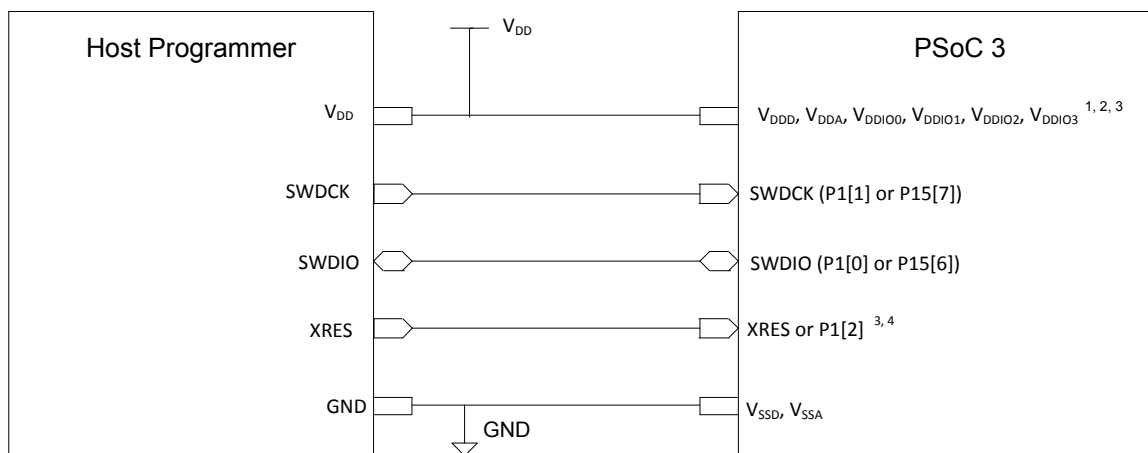 V_DD
Host Programmer
PSoC 3
V_DD
V_DDD, V_DDA, V_DDIO0, V_DDIO1, V_DDIO2, V_DDIO3 1, 2, 3
SWDCK
SWDCK (P1[1] or P15[7])
SWDIO
SWDIO (P1[0] or P15[6])
XRES
XRES or P1[2] 3, 4
GND
V_SSD, V_SSA
GND